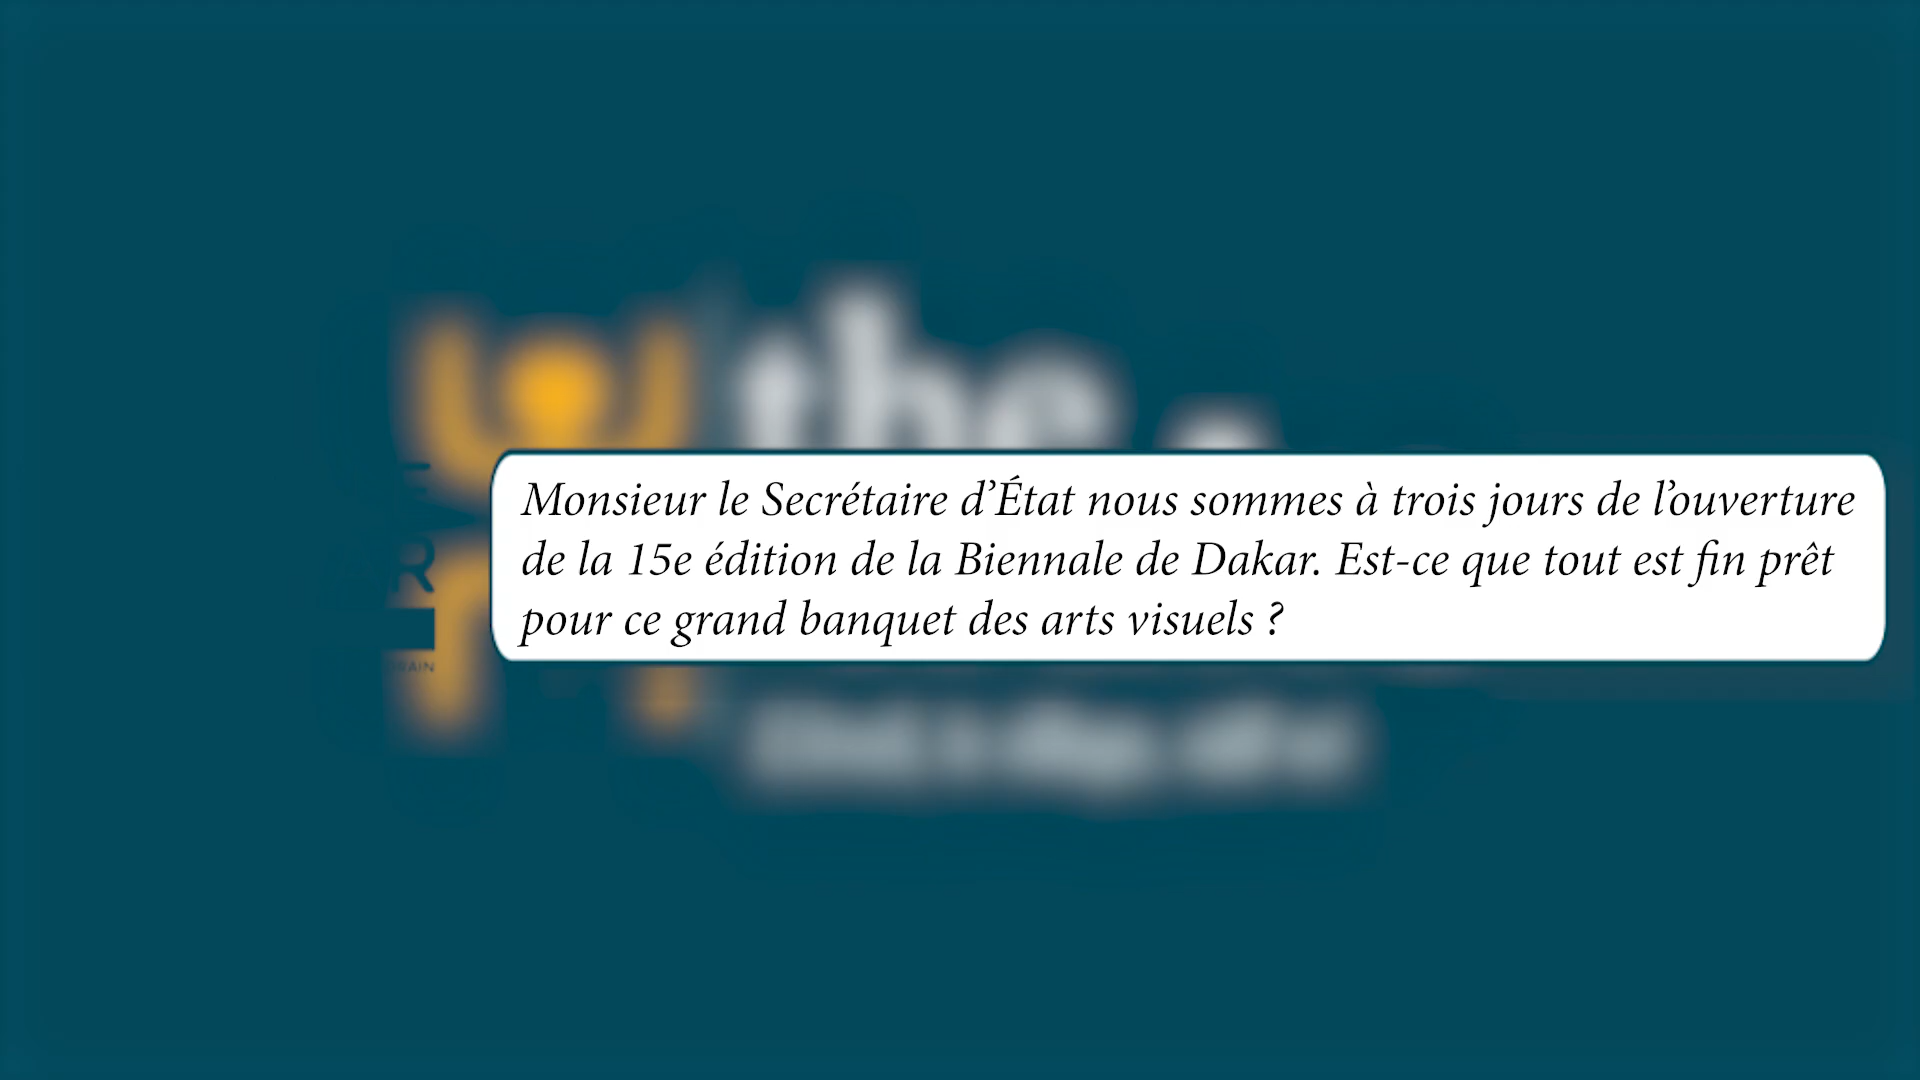 the
Monsieur le Secrétaire d’État nous sommes à trois jours de l’ouverture
de la 15e édition de la Biennale de Dakar. Est-ce que tout est fin prêt
pour ce grand banquet des arts visuels ?